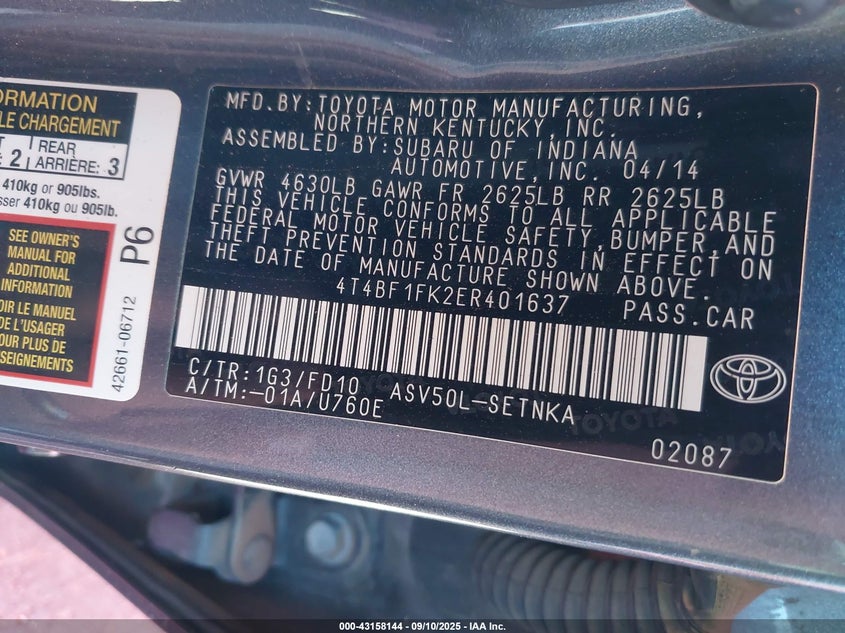 ORMATION
LE CHARGEMENT
: 2 REAR ARRIÈRE: 3
410kg or 905lbs.
sser 410kg ou 905lb.
SEE OWNER'S
MANUAL FOR
ADDITIONAL
INFORMATION
OIR LE MANUEL
L'USAGER
POUR PLUS DE
SEIGNEMENTS
42661-06712
P6
MFD.BY:TOYOTA MOTOR MANUFACTURING,
NORTHERN KENTUCKY,INC.
ASSEMBLED BY:SUBARU OF INDIANA
AUTOMOTIVE,INC. 04/14
GVWR 4630LB GAWR FR 2625LB RR 2625LB
THIS VEHICLE CONFORMS TO ALL APPLICABLE
FEDERAL MOTOR VEHICLE SAFETY,BUMPER,AND
THEFT PREVENTION STANDARDS IN EFFECT ON
THE DATE OF MANUFACTURE SHOWN ABOVE.
4T4BF1FK2ER401637 PASS.CAR
C/TR:1G3/FD10 ASV50L-SETNKA
A/TM:-01A/U760E
TOYOTA
02087
000-43158144 - 09/10/2025 - IAA Inc.